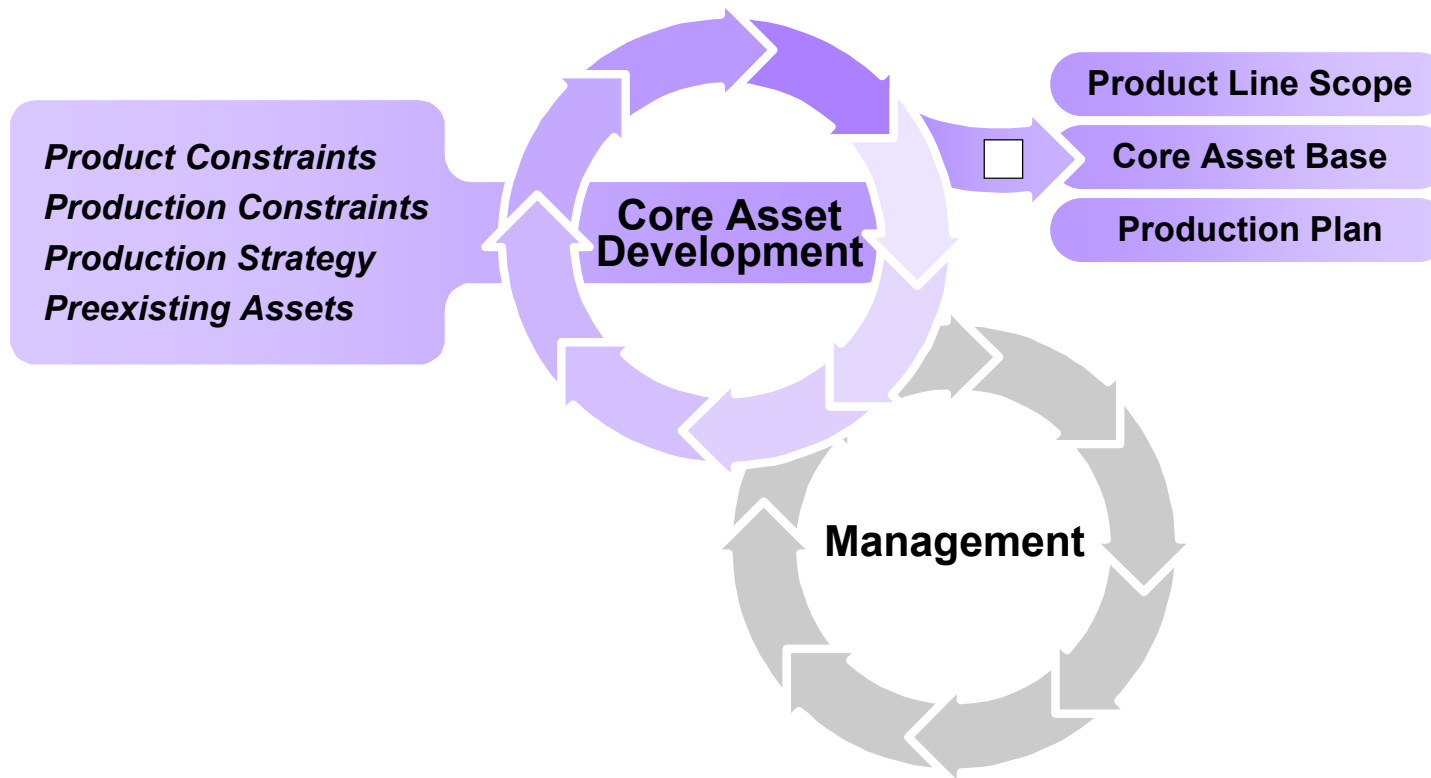 Product Constraints
Production Constraints
Production Strategy
Preexisting Assets
Core Asset
Development
Product Line Scope
Core Asset Base
Production Plan
Management